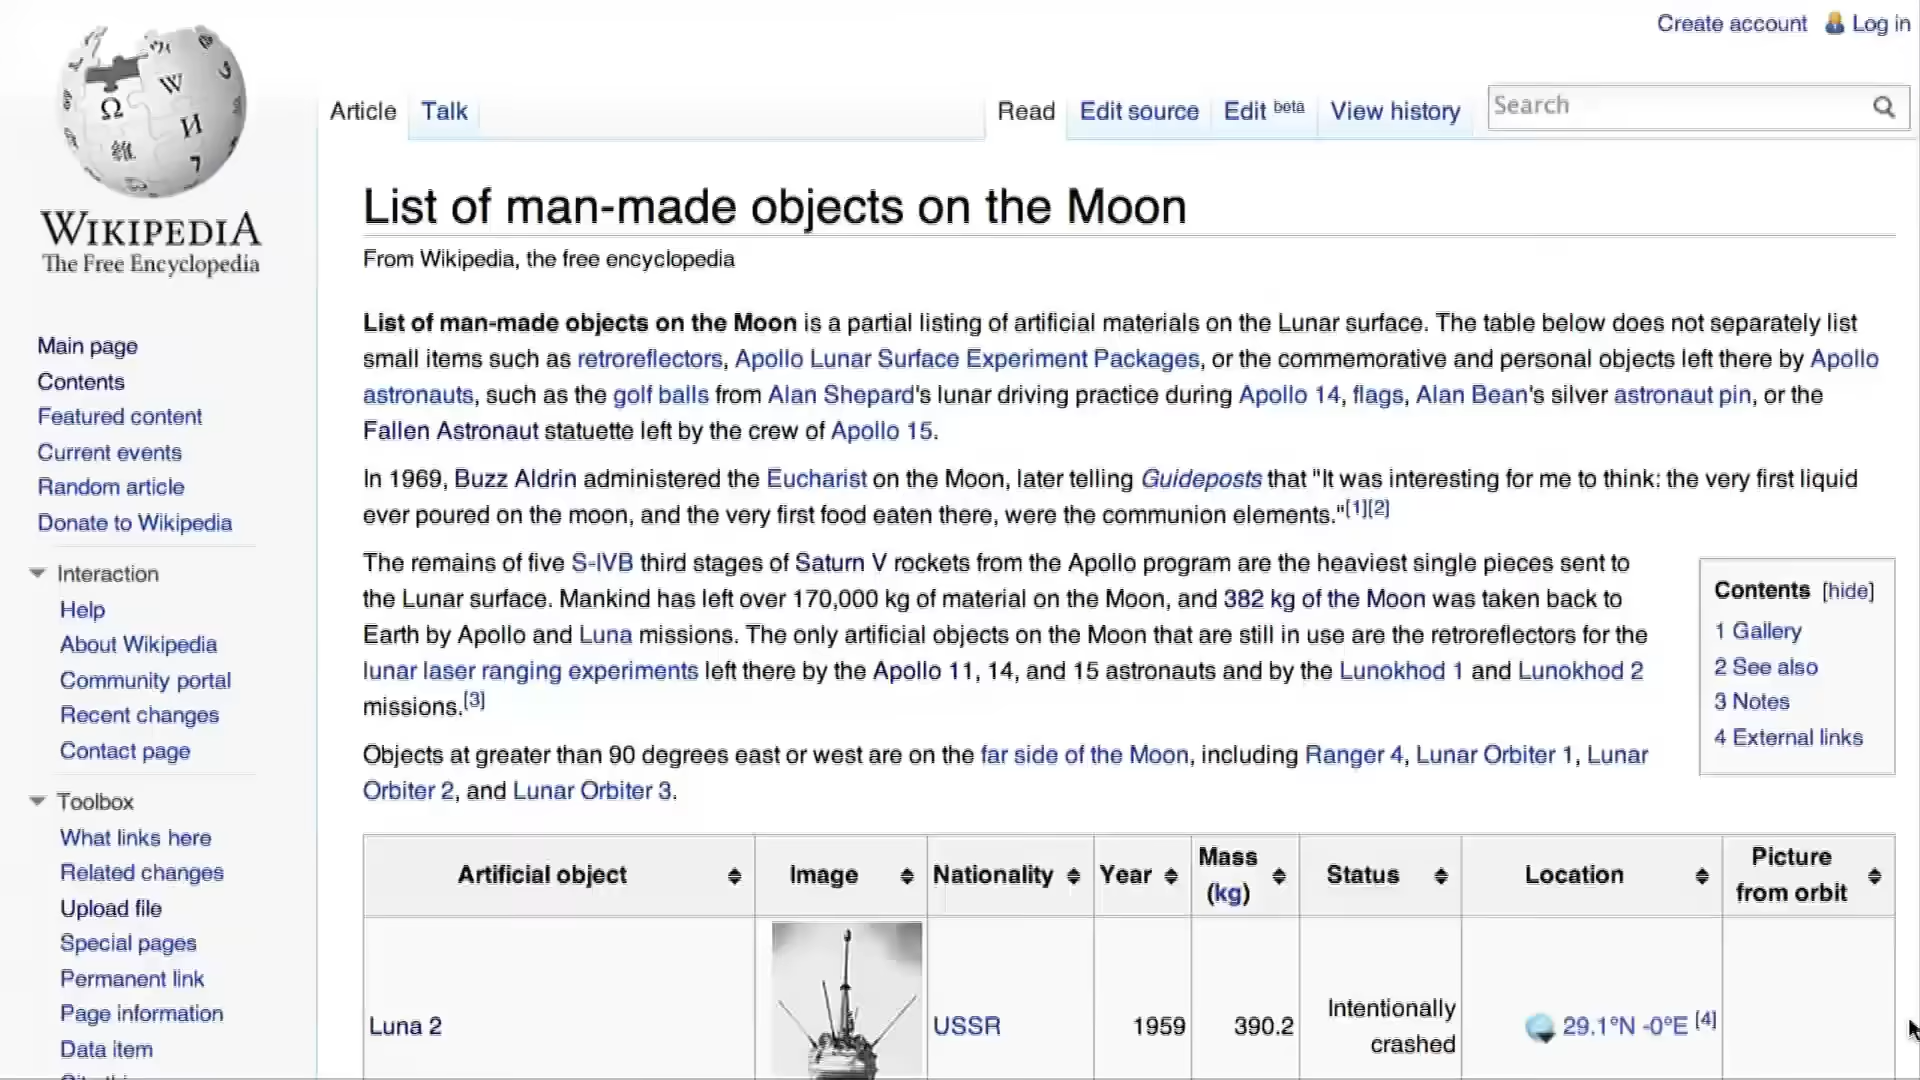 Create account Log in
Article Talk Read Edit source Edit beta View history Search
WIKIPEDIA
The Free Encyclopedia
Main page
Contents
Featured content
Current events
Random article
Donate to Wikipedia
Interaction
Help
About Wikipedia
Community portal
Recent changes
Contact page
Toolbox
What links here
Related changes
Upload file
Special pages
Permanent link
Page information
Data item
List of man-made objects on the Moon
From Wikipedia, the free encyclopedia
List of man-made objects on the Moon is a partial listing of artificial materials on the Lunar surface. The table below does not separately list
small items such as retroreflectors, Apollo Lunar Surface Experiment Packages, or the commemorative and personal objects left there by Apollo
astronauts, such as the golf balls from Alan Shepard's lunar driving practice during Apollo 14, flags, Alan Bean's silver astronaut pin, or the
Fallen Astronaut statuette left by the crew of Apollo 15.
In 1969, Buzz Aldrin administered the Eucharist on the Moon, later telling Guideposts that "It was interesting for me to think: the very first liquid
ever poured on the moon, and the very first food eaten there, were the communion elements."[1][2]
The remains of five S-IVB third stages of Saturn V rockets from the Apollo program are the heaviest single pieces sent to
the Lunar surface. Mankind has left over 170,000 kg of material on the Moon, and 382 kg of the Moon was taken back to
Earth by Apollo and Luna missions. The only artificial objects on the Moon that are still in use are the retroreflectors for the
lunar laser ranging experiments left there by the Apollo 11, 14, and 15 astronauts and by the Lunokhod 1 and Lunokhod 2
missions.[3]
Objects at greater than 90 degrees east or west are on the far side of the Moon, including Ranger 4, Lunar Orbiter 1, Lunar
Orbiter 2, and Lunar Orbiter 3.
Contents [hide]
1 Gallery
2 See also
3 Notes
4 External links
Artificial object Image Nationality Year Mass (kg) Status Location Picture from orbit
Luna 2 USSR 1959 390.2 Intentionally crashed 29.1°N -0°E [4]